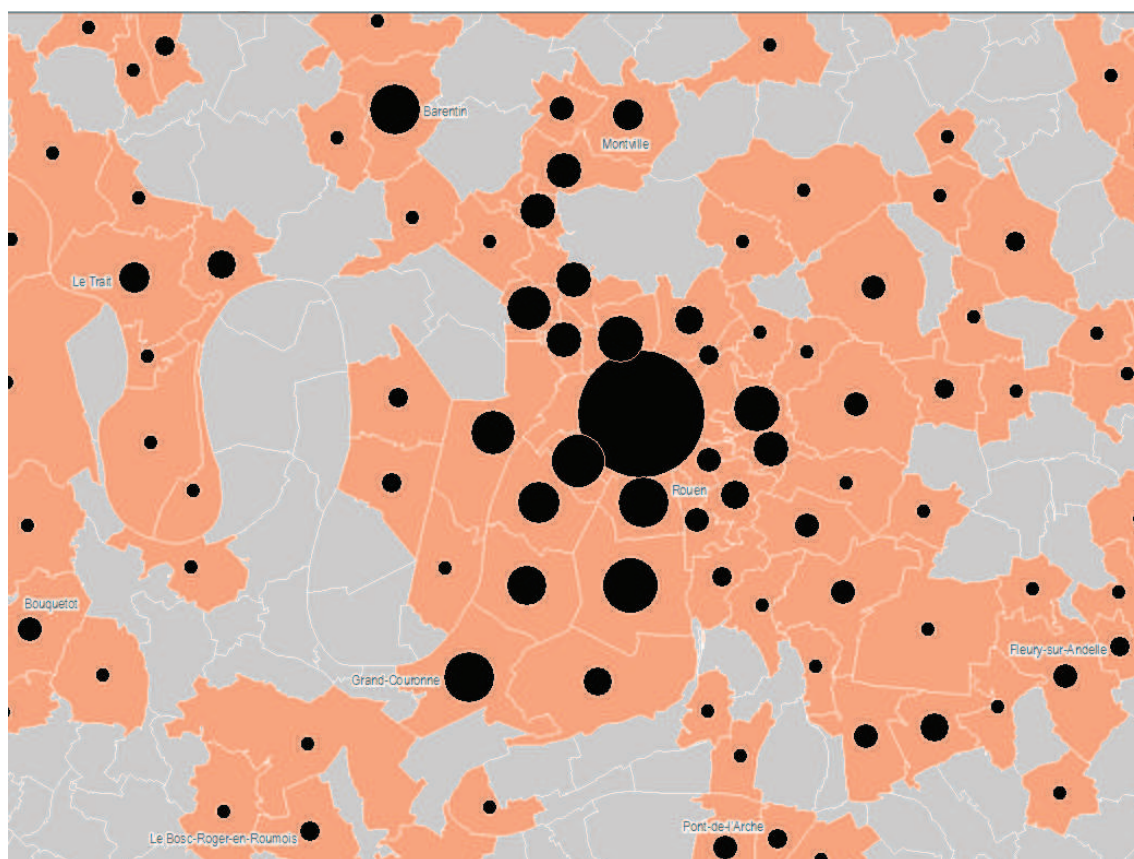 Barentin
Montville
Le Trait
Rouen
Bouquetot
Fleury-sur-Andelle
Grand-Couronne
Pont-de-l'Arche
Le Bosc-Roger-en-Roumois